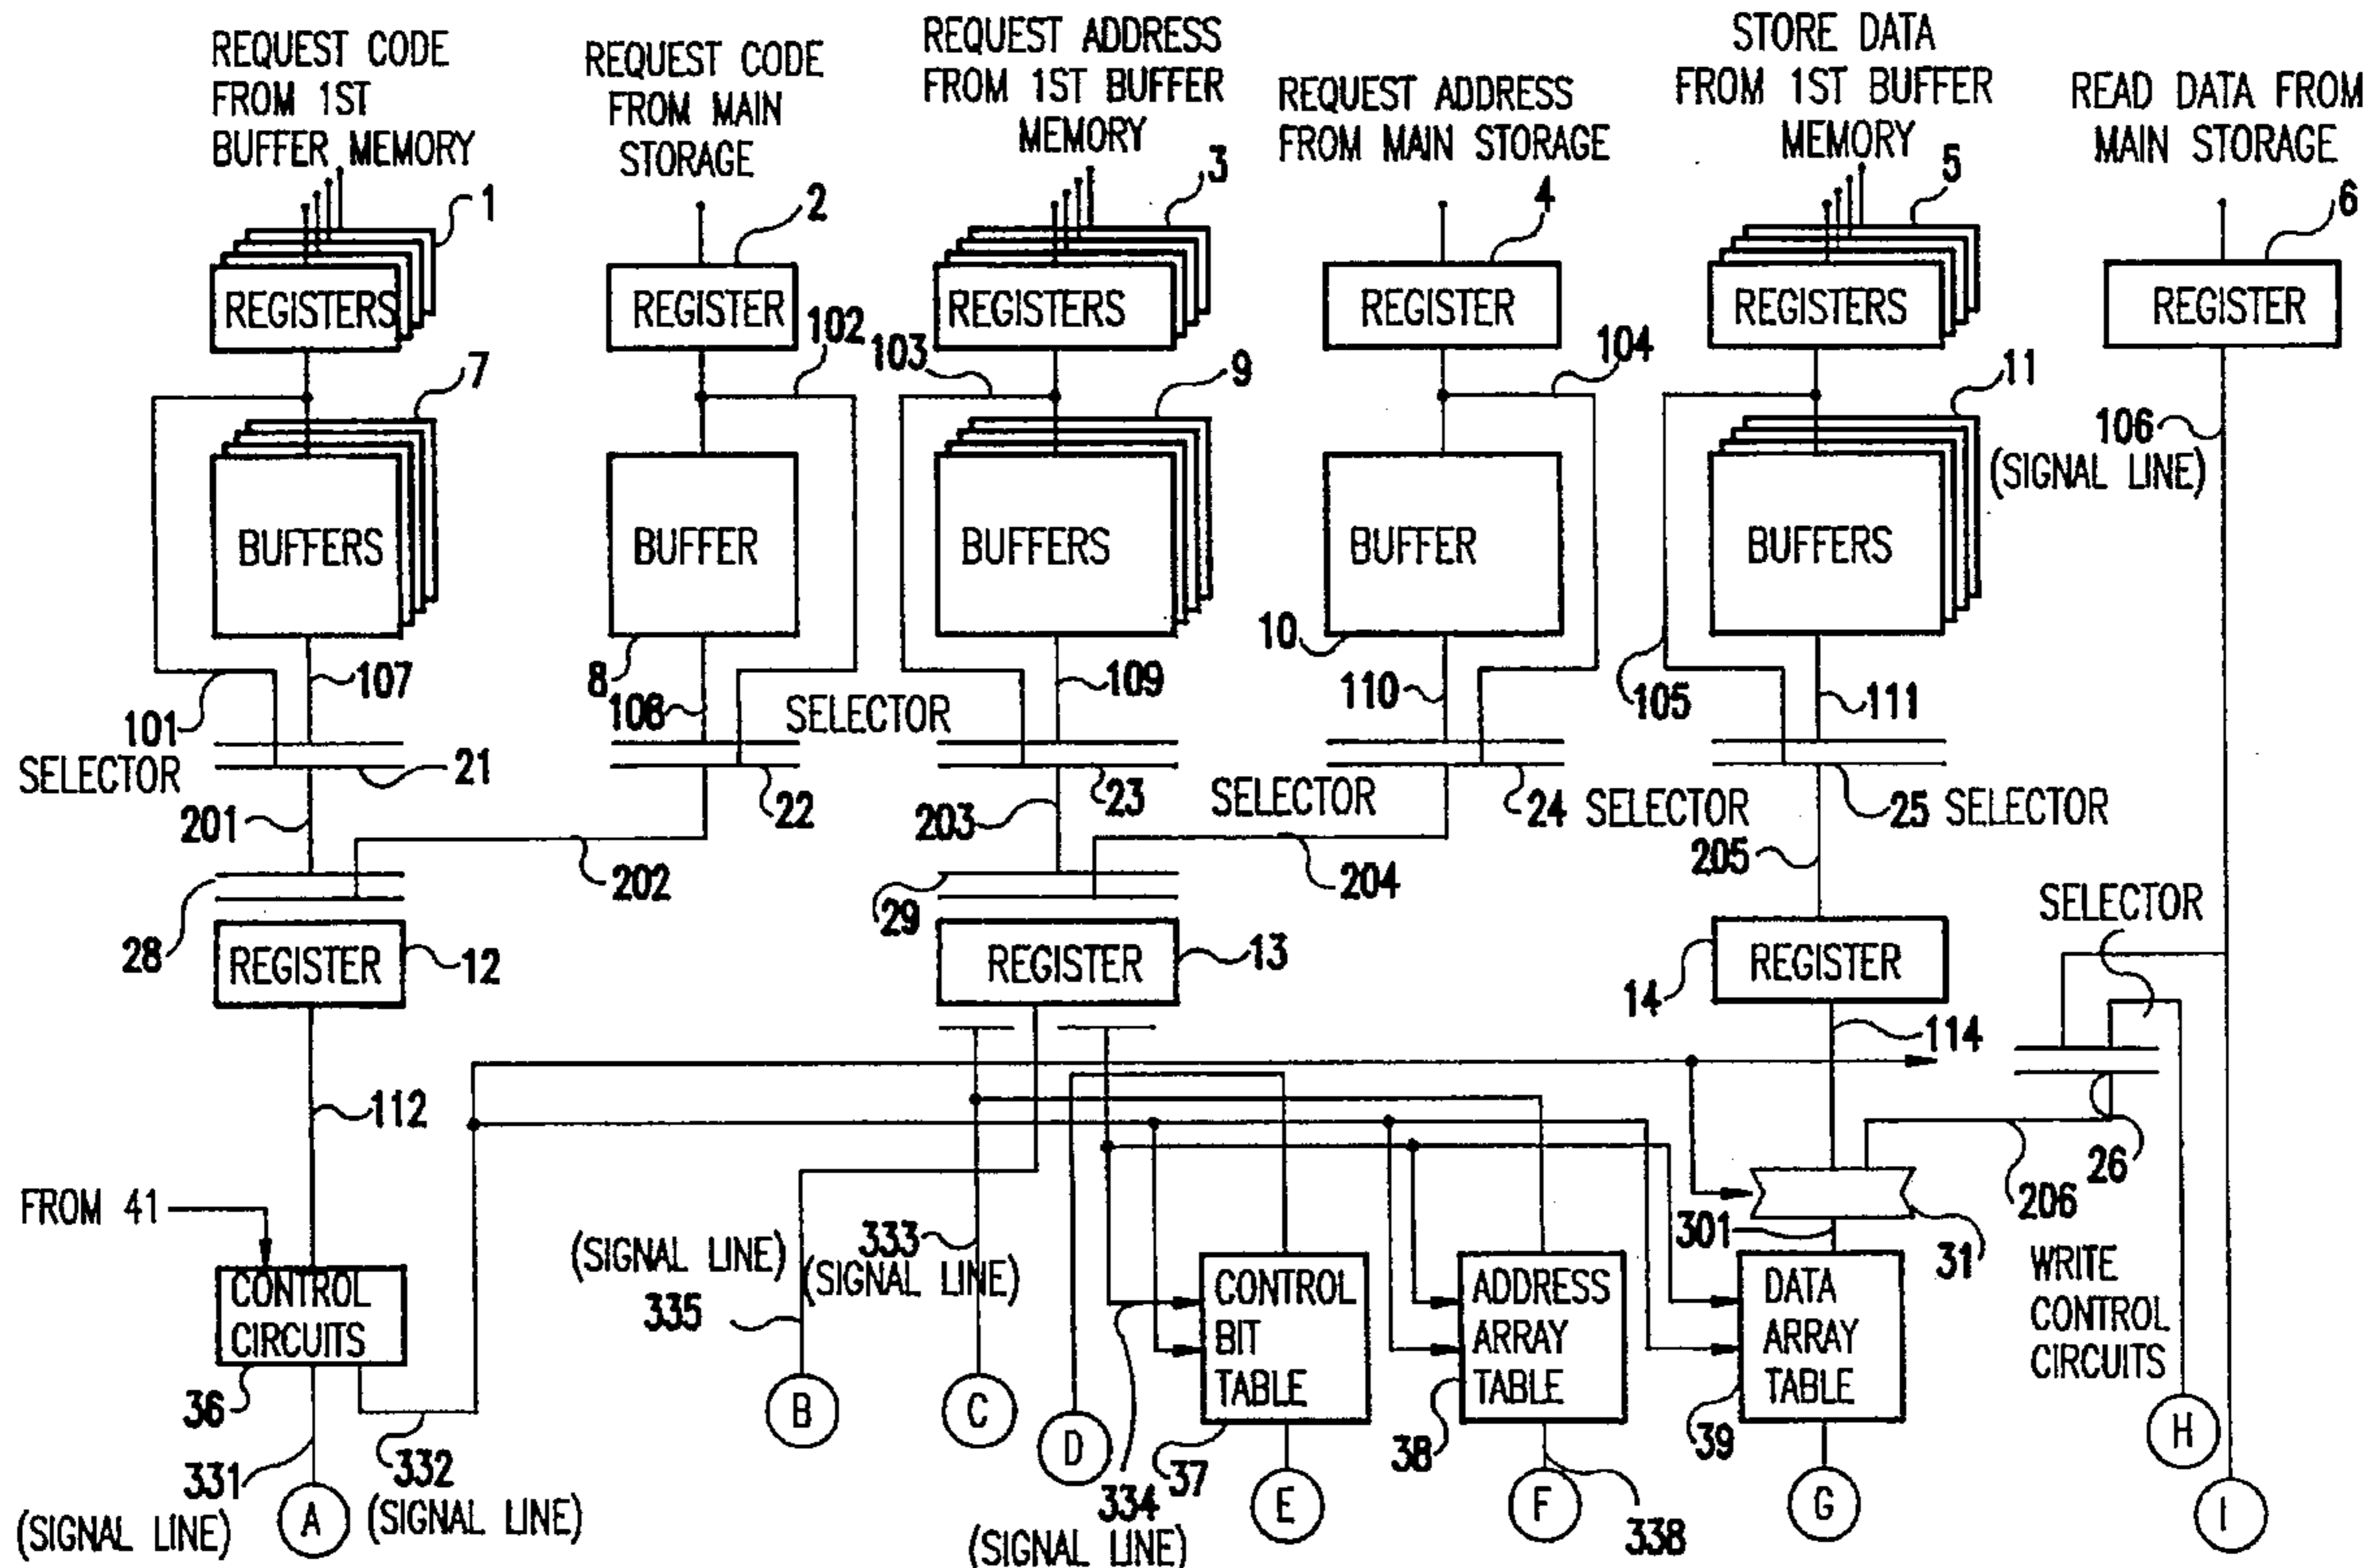 REQUEST CODE
FROM 1ST
BUFFER MEMORY
REQUEST CODE
FROM MAIN
STORAGE
REQUEST ADDRESS
FROM 1ST BUFFER
MEMORY
REQUEST ADDRESS
FROM MAIN STORAGE
STORE DATA
FROM 1ST BUFFER
MEMORY
READ DATA FROM
MAIN STORAGE
1
2
3
4
5
6
REGISTERS
REGISTER
REGISTERS
REGISTER
REGISTERS
REGISTER
102
103
104
7
9
11
106
(SIGNAL LINE)
BUFFERS
BUFFER
BUFFERS
BUFFER
BUFFERS
8
10
101
107
108
109
110
105
111
SELECTOR
SELECTOR
21
22
23
SELECTOR
24 SELECTOR
25 SELECTOR
201
202
203
204
205
SELECTOR
28
29
REGISTER
12
REGISTER
13
REGISTER
14
114
112
26
206
FROM 41
CONTROL
CIRCUITS
36
(SIGNAL LINE)
335
333
(SIGNAL LINE)
301
31
WRITE
CONTROL
CIRCUITS
CONTROL
BIT
TABLE
ADDRESS
ARRAY
TABLE
DATA
ARRAY
TABLE
37
38
39
331
(SIGNAL LINE)
332
(SIGNAL LINE)
334
(SIGNAL LINE)
338
A
B
C
D
E
F
G
H
I